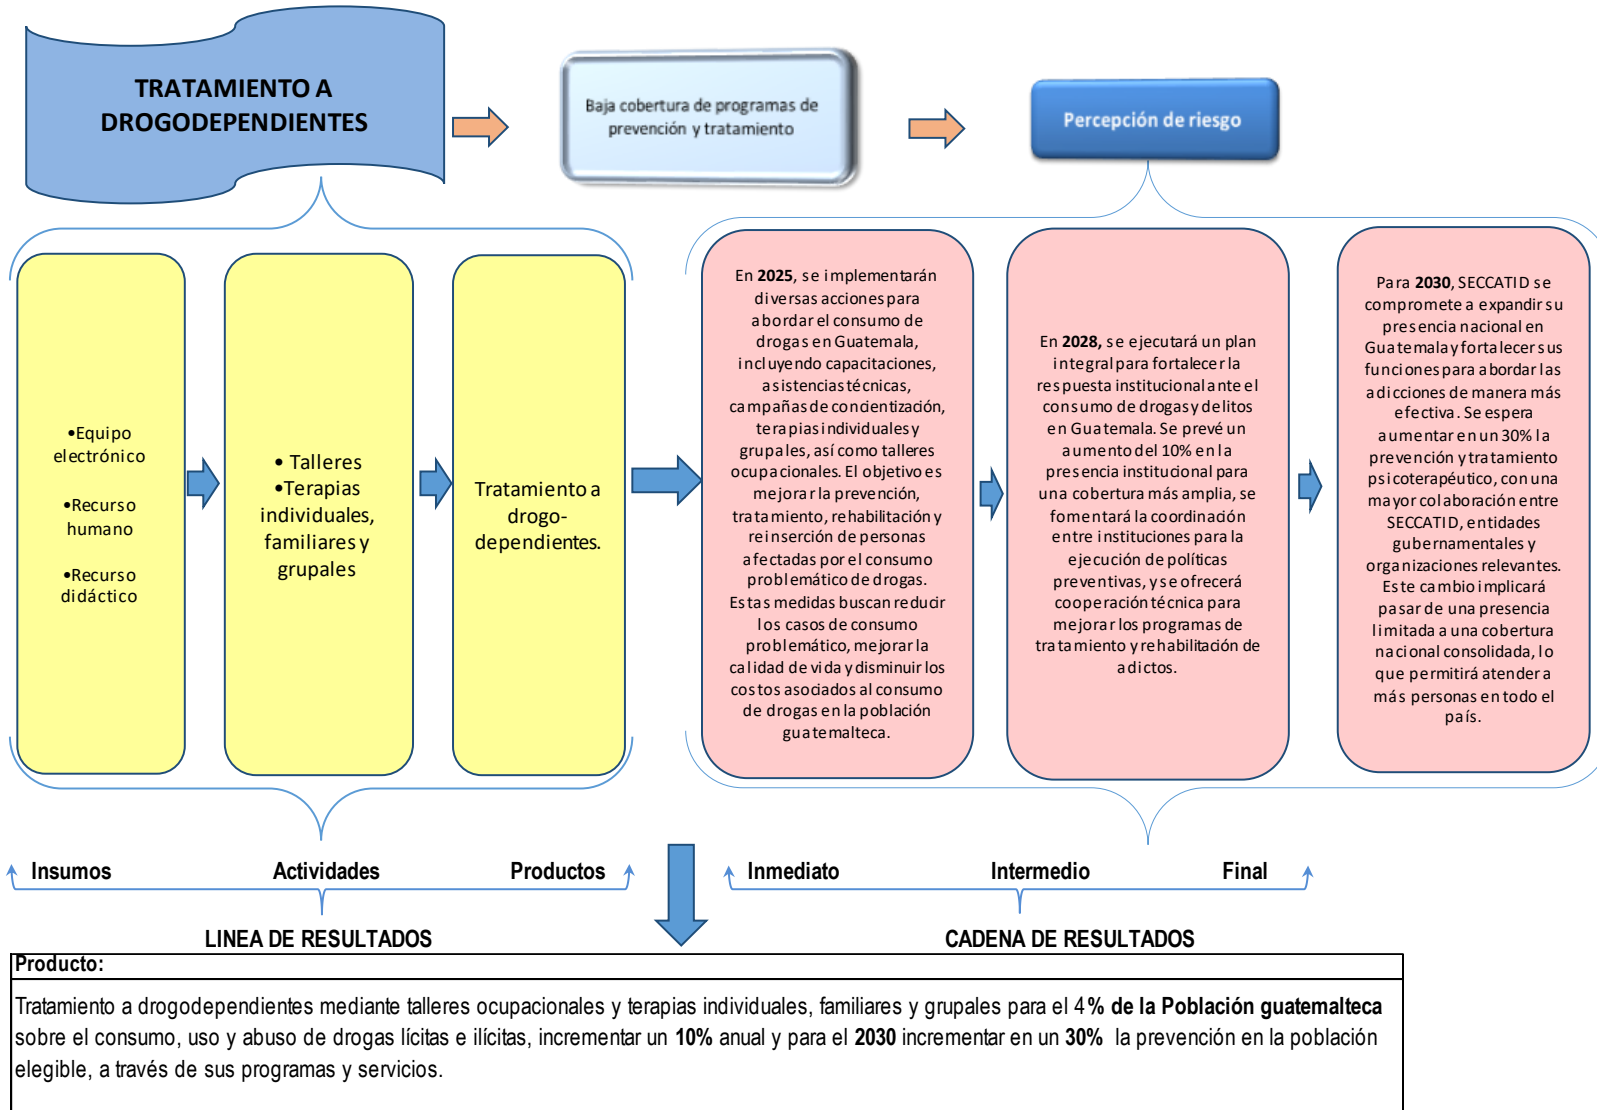 TRATAMIENTO A
DROGODEPENDIENTES
Baja cobertura de programas de
prevención y tratamiento
Percepción de riesgo
•Equipo
electrónico
•Recurso
humano
•Recurso
didáctico
• Talleres
•Terapias
individuales,
familiares y
grupales
Tratamiento a
drogo-
dependientes.
En 2025, se implementarán
diversas acciones para
abordar el consumo de
drogas en Guatemala,
incluyendo capacitaciones,
asistencias técnicas,
campañas de concientización,
terapias individuales y
grupales, así como talleres
ocupacionales. El objetivo es
mejorar la prevención,
tratamiento, rehabilitación y
reinserción de personas
afectadas por el consumo
problemático de drogas.
Estas medidas buscan reducir
los casos de consumo
problemático, mejorar la
calidad de vida y disminuir los
costos asociados al consumo
de drogas en la población
guatemalteca.
En 2028, se ejecutará un plan
integral para fortalecer la
respuesta institucional ante el
consumo de drogas y delitos
en Guatemala. Se prevé un
aumento del 10% en la
presencia institucional para
una cobertura más amplia, se
fomentará la coordinación
entre instituciones para la
ejecución de políticas
preventivas, y se ofrecerá
cooperación técnica para
mejorar los programas de
tratamiento y rehabilitación de
adictos.
Para 2030, SECCATID se
compromete a expandir su
presencia nacional en
Guatemala y fortalecer sus
funciones para abordar las
adicciones de manera más
efectiva. Se espera
aumentar en un 30% la
prevención y tratamiento
psicoterapéutico, con una
mayor colaboración entre
SECCATID, entidades
gubernamentales y
organizaciones relevantes.
Este cambio implicará
pasar de una presencia
limitada a una cobertura
nacional consolidada, lo
que permitirá atender a
más personas en todo el
país.
Insumos Actividades Productos
LINEA DE RESULTADOS
Inmediato Intermedio Final
CADENA DE RESULTADOS
Producto:
Tratamiento a drogodependientes mediante talleres ocupacionales y terapias individuales, familiares y grupales para el 4% de la Población guatemalteca
sobre el consumo, uso y abuso de drogas lícitas e ilícitas, incrementar un 10% anual y para el 2030 incrementar en un 30% la prevención en la población
elegible, a través de sus programas y servicios.